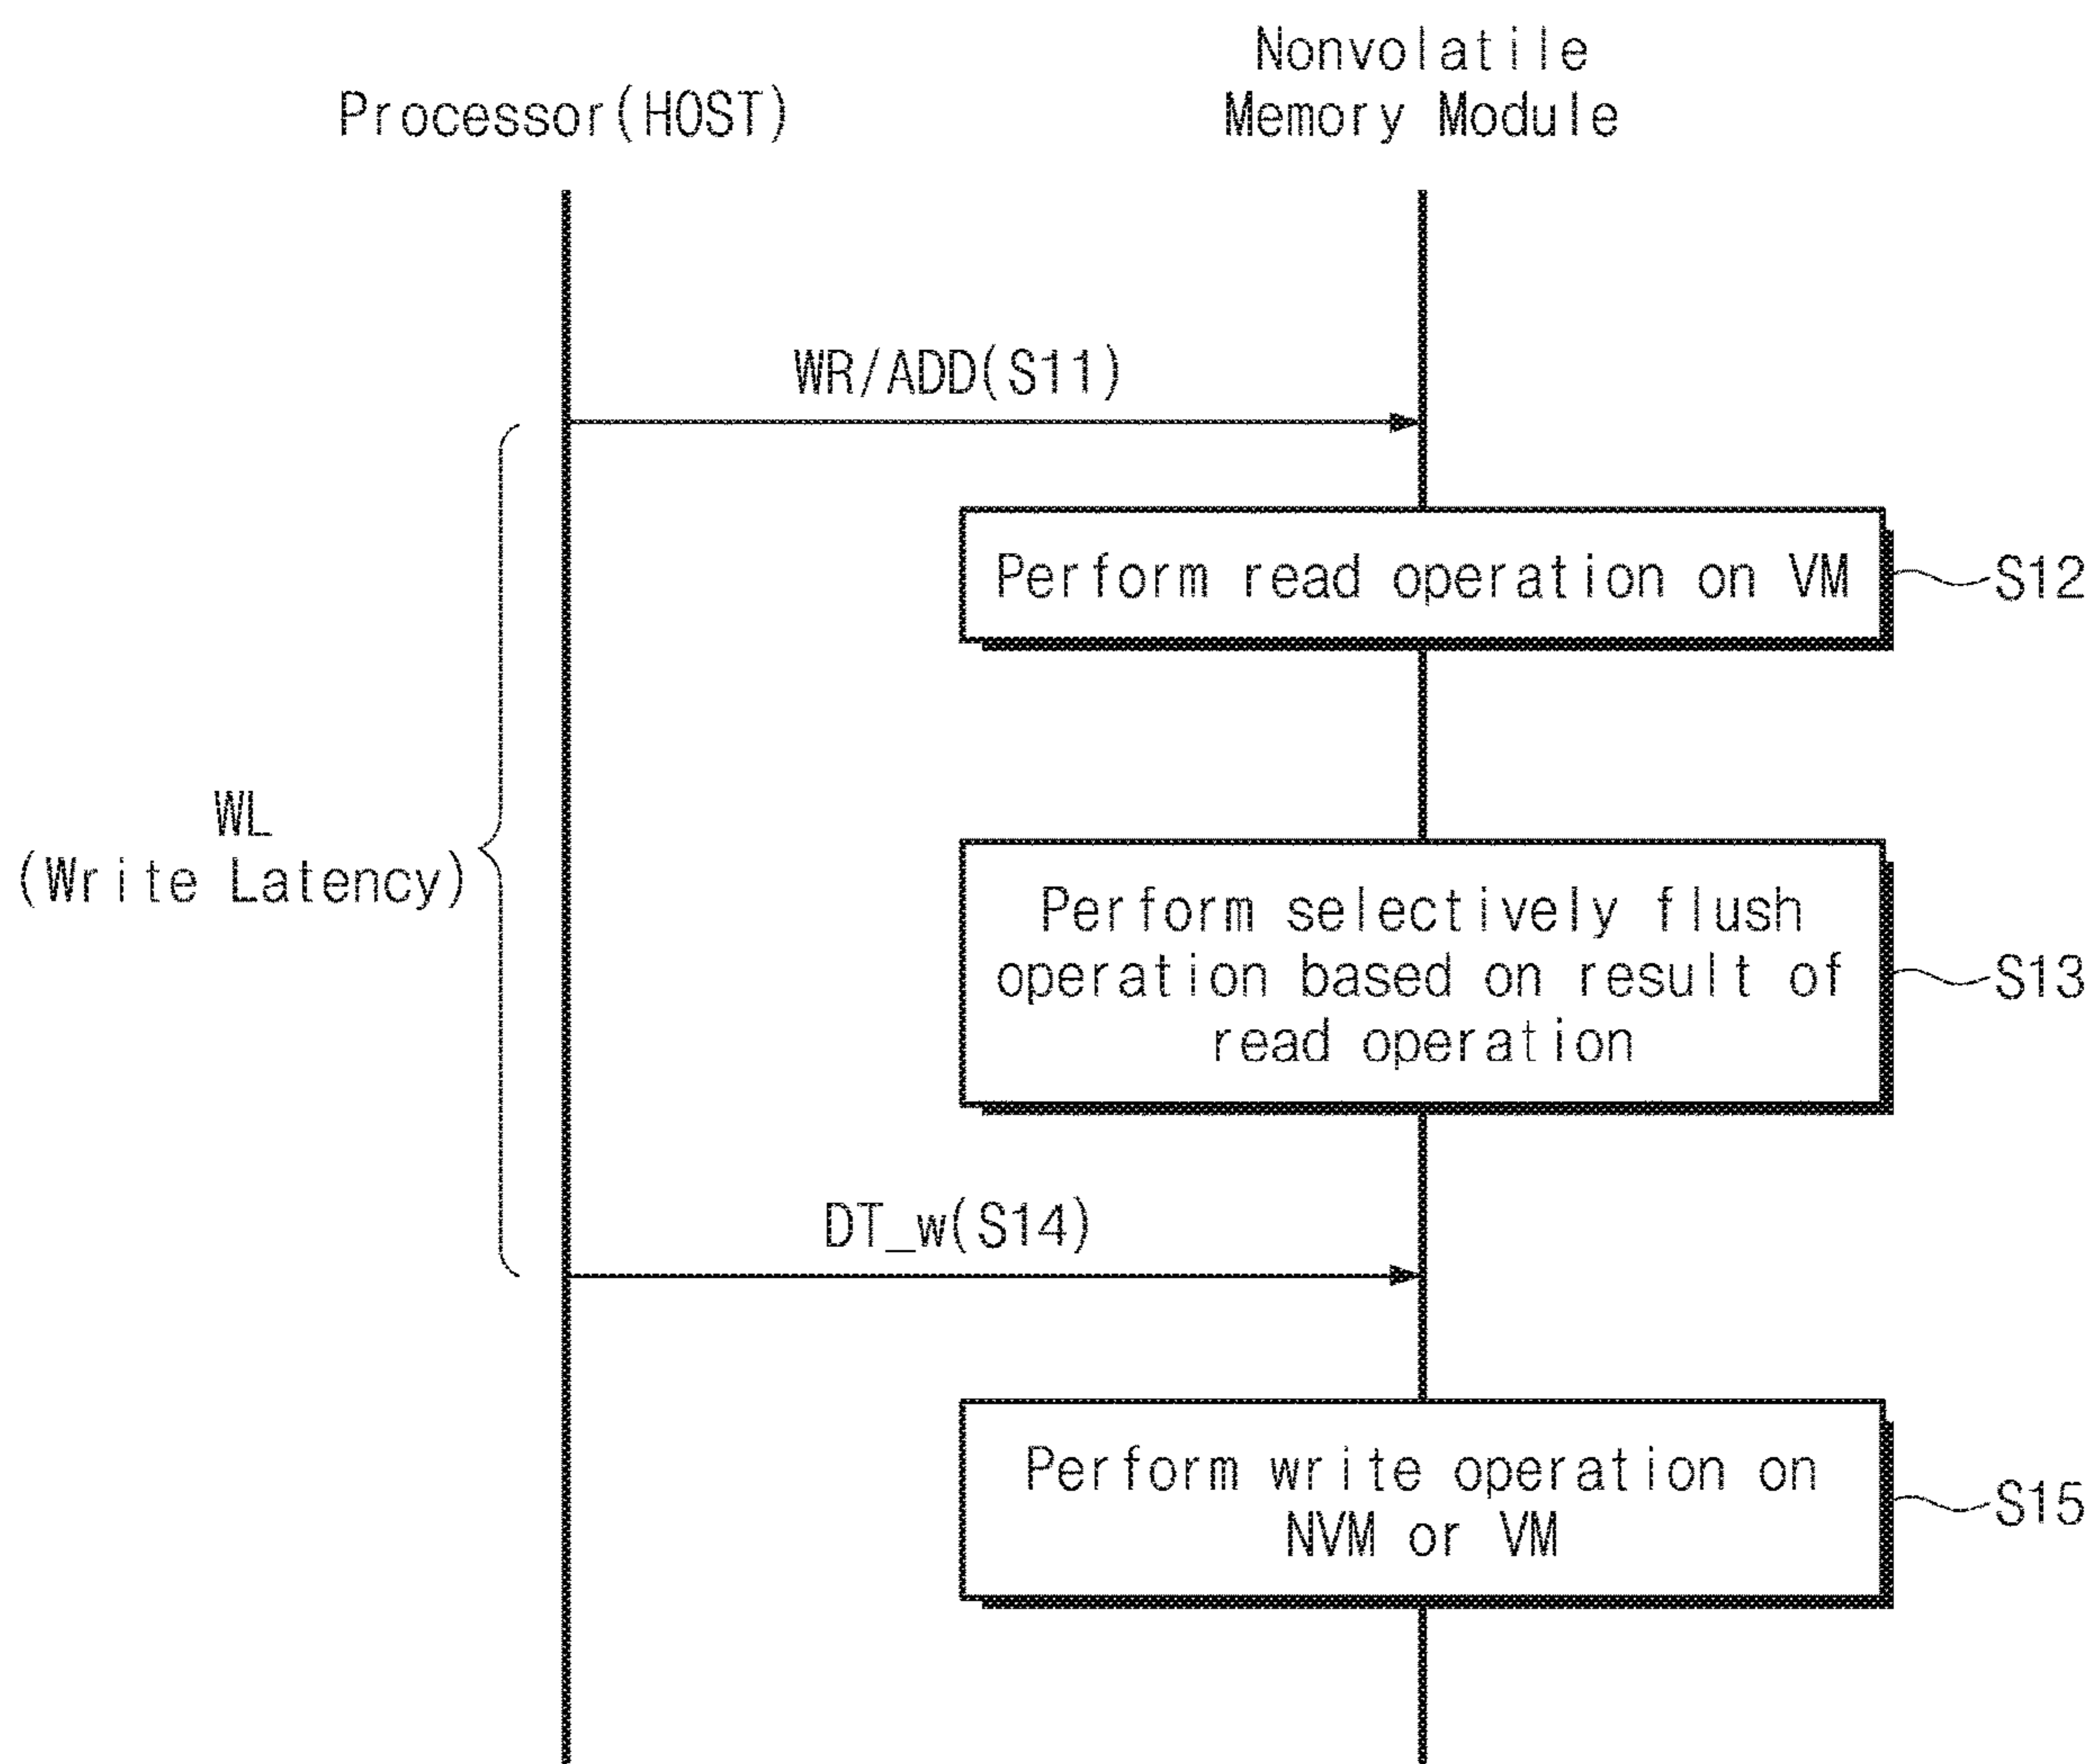 Nonvolatile
Processor(HOST)
Memory Module
WR/ADD(S11)
Perform read operation on VM
S12
WL
(Write Latency)
Perform selectively flush
operation based on result of
read operation
S13
DT_w(S14)
Perform write operation on
NVM or VM
S15